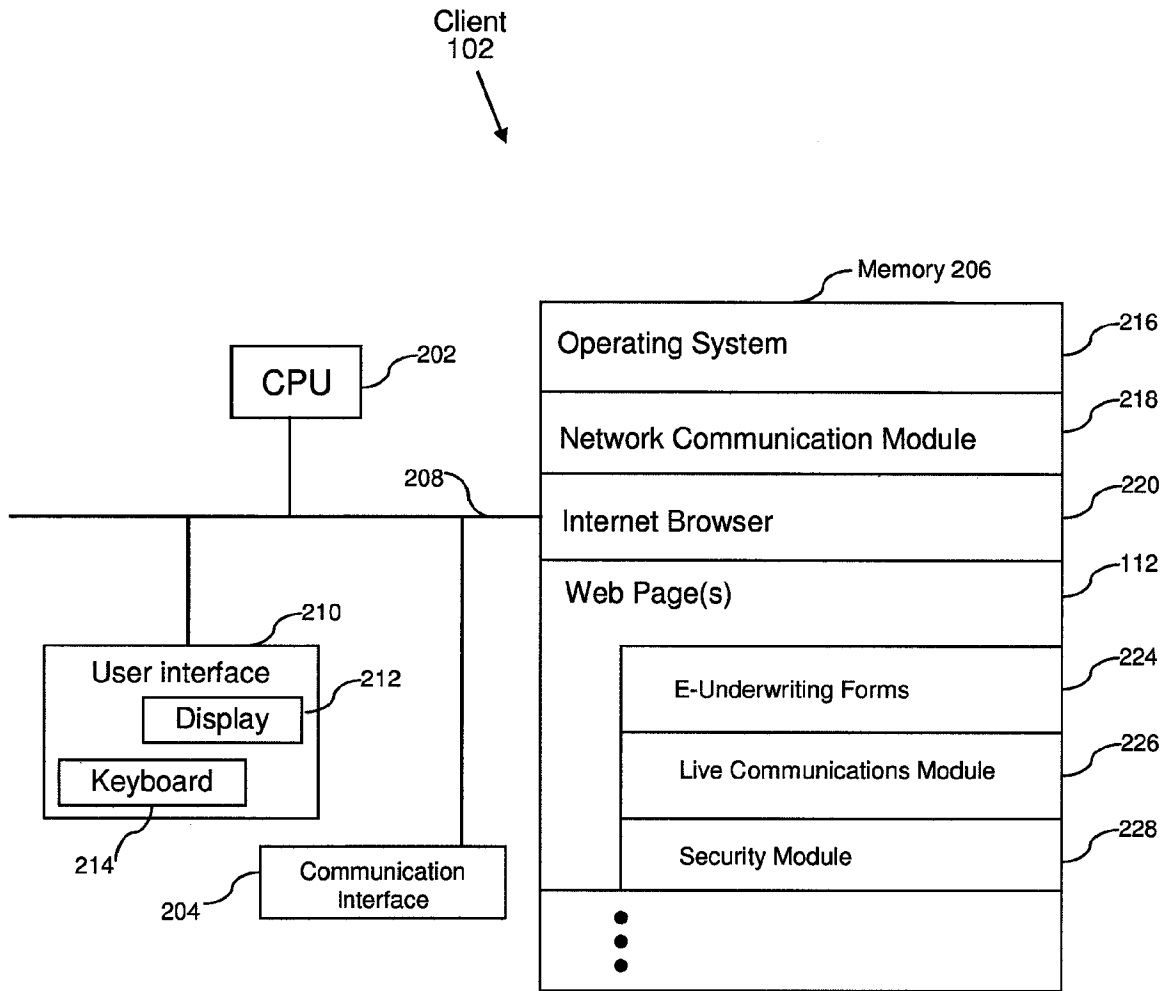 Client
102
Memory 206
Operating System
216
CPU
202
Network Communication Module
218
208
Internet Browser
220
Web Page(s)
112
210
User interface
212
Display
Keyboard
214
E-Underwriting Forms
224
Live Communications Module
226
Security Module
228
Communication
Interface
204